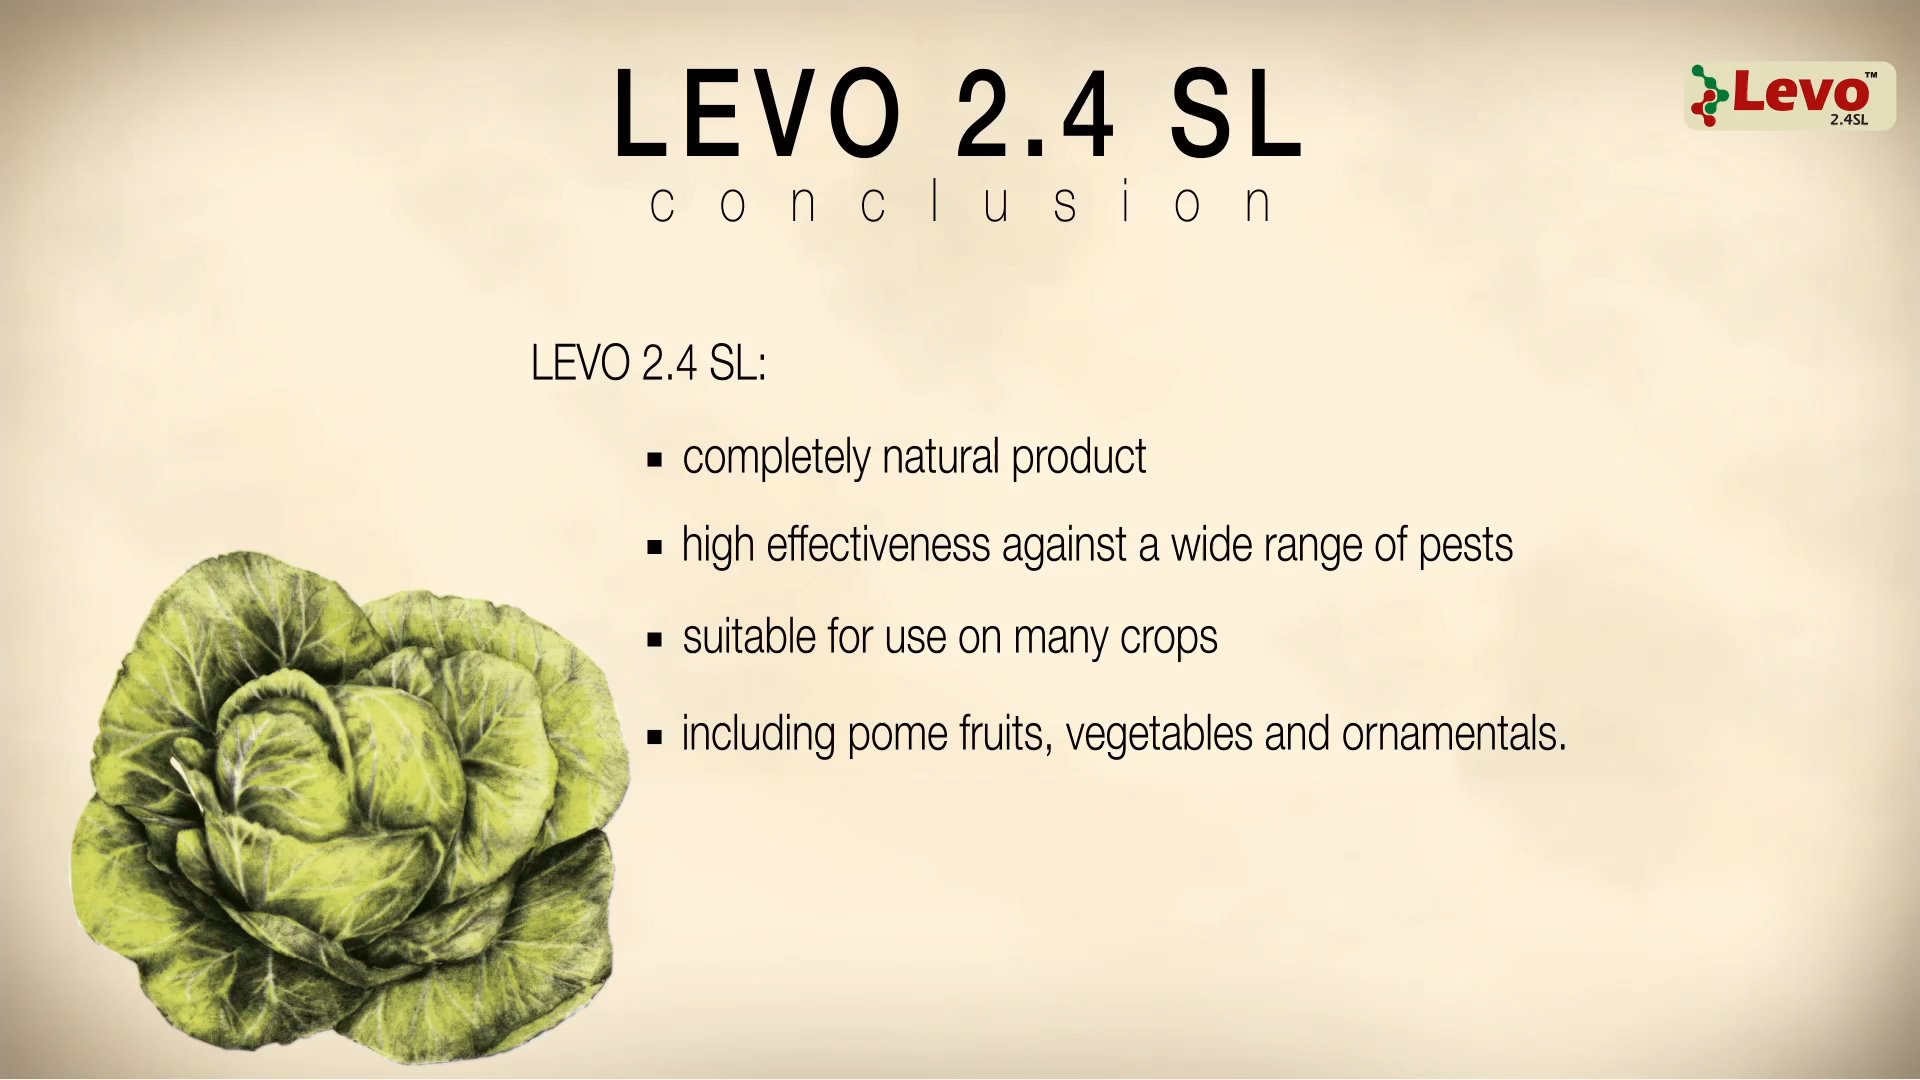 LEVO 2.4 SL
conclusion
Levo™
2.4SL
LEVO 2.4 SL:
▪ completely natural product
▪ high effectiveness against a wide range of pests
▪ suitable for use on many crops
▪ including pome fruits, vegetables and ornamentals.